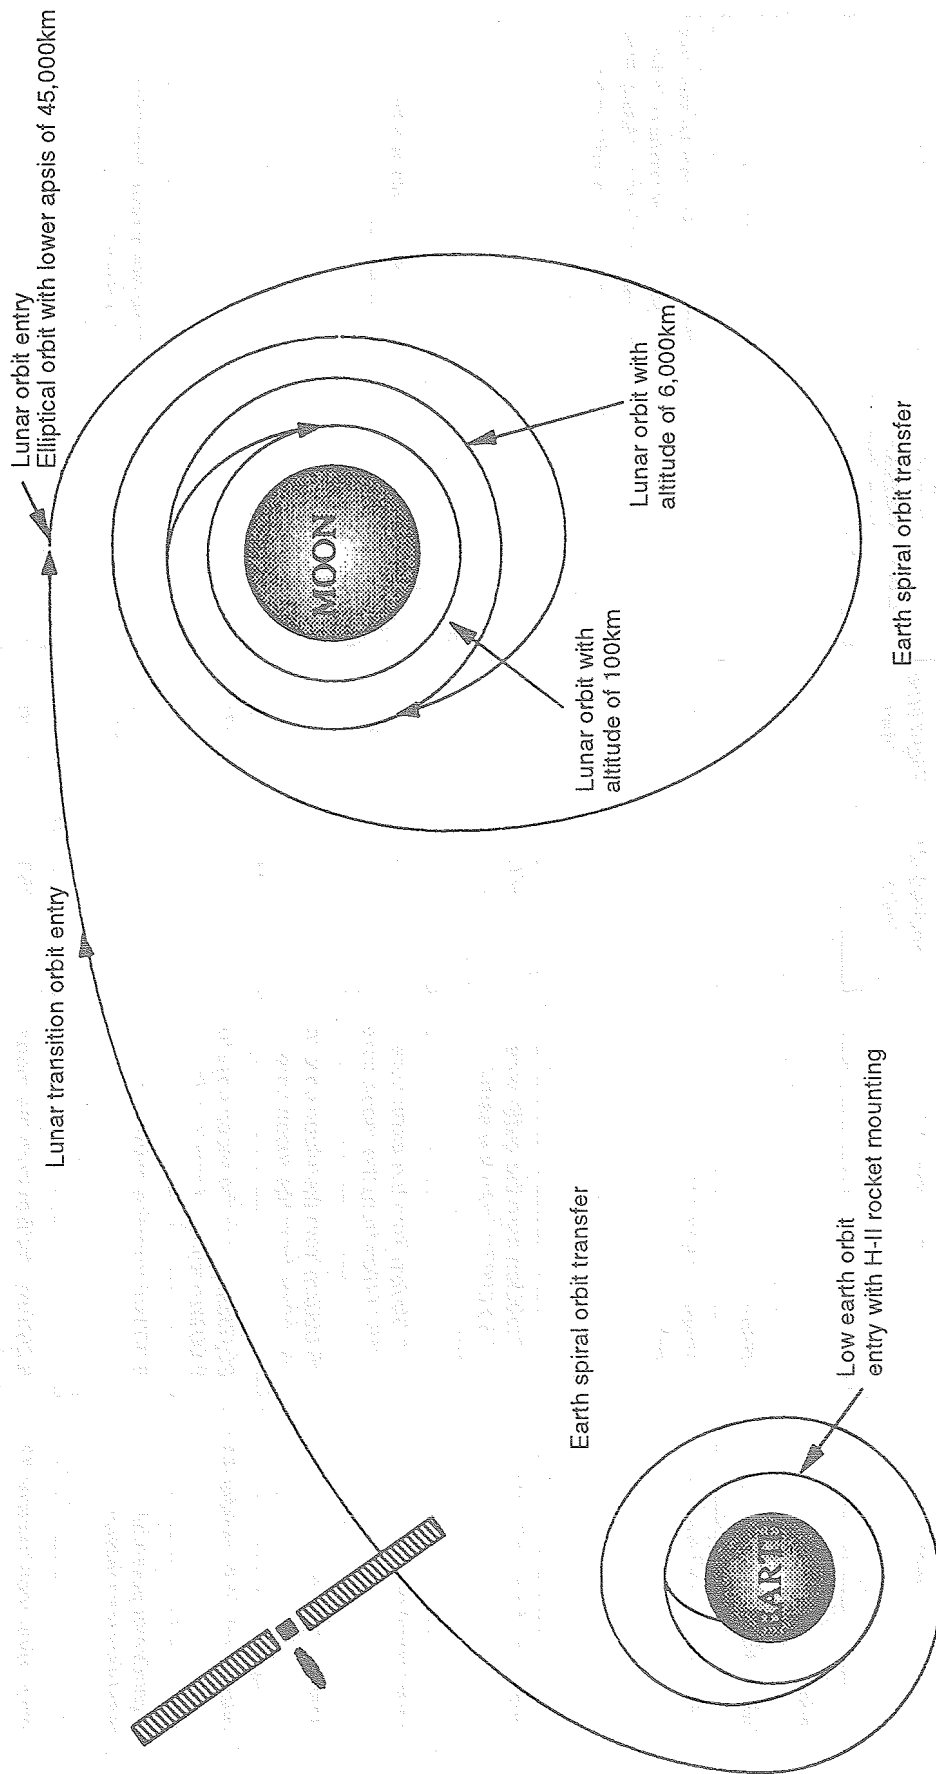 Lunar orbit entry
Elliptical orbit with lower apsis of 45,000km
Lunar transition orbit entry
MOON
Lunar orbit with
altitude of 6,000km
Lunar orbit with
altitude of 100km
Earth spiral orbit transfer
Earth spiral orbit transfer
EARTH
Low earth orbit
entry with H-II rocket mounting